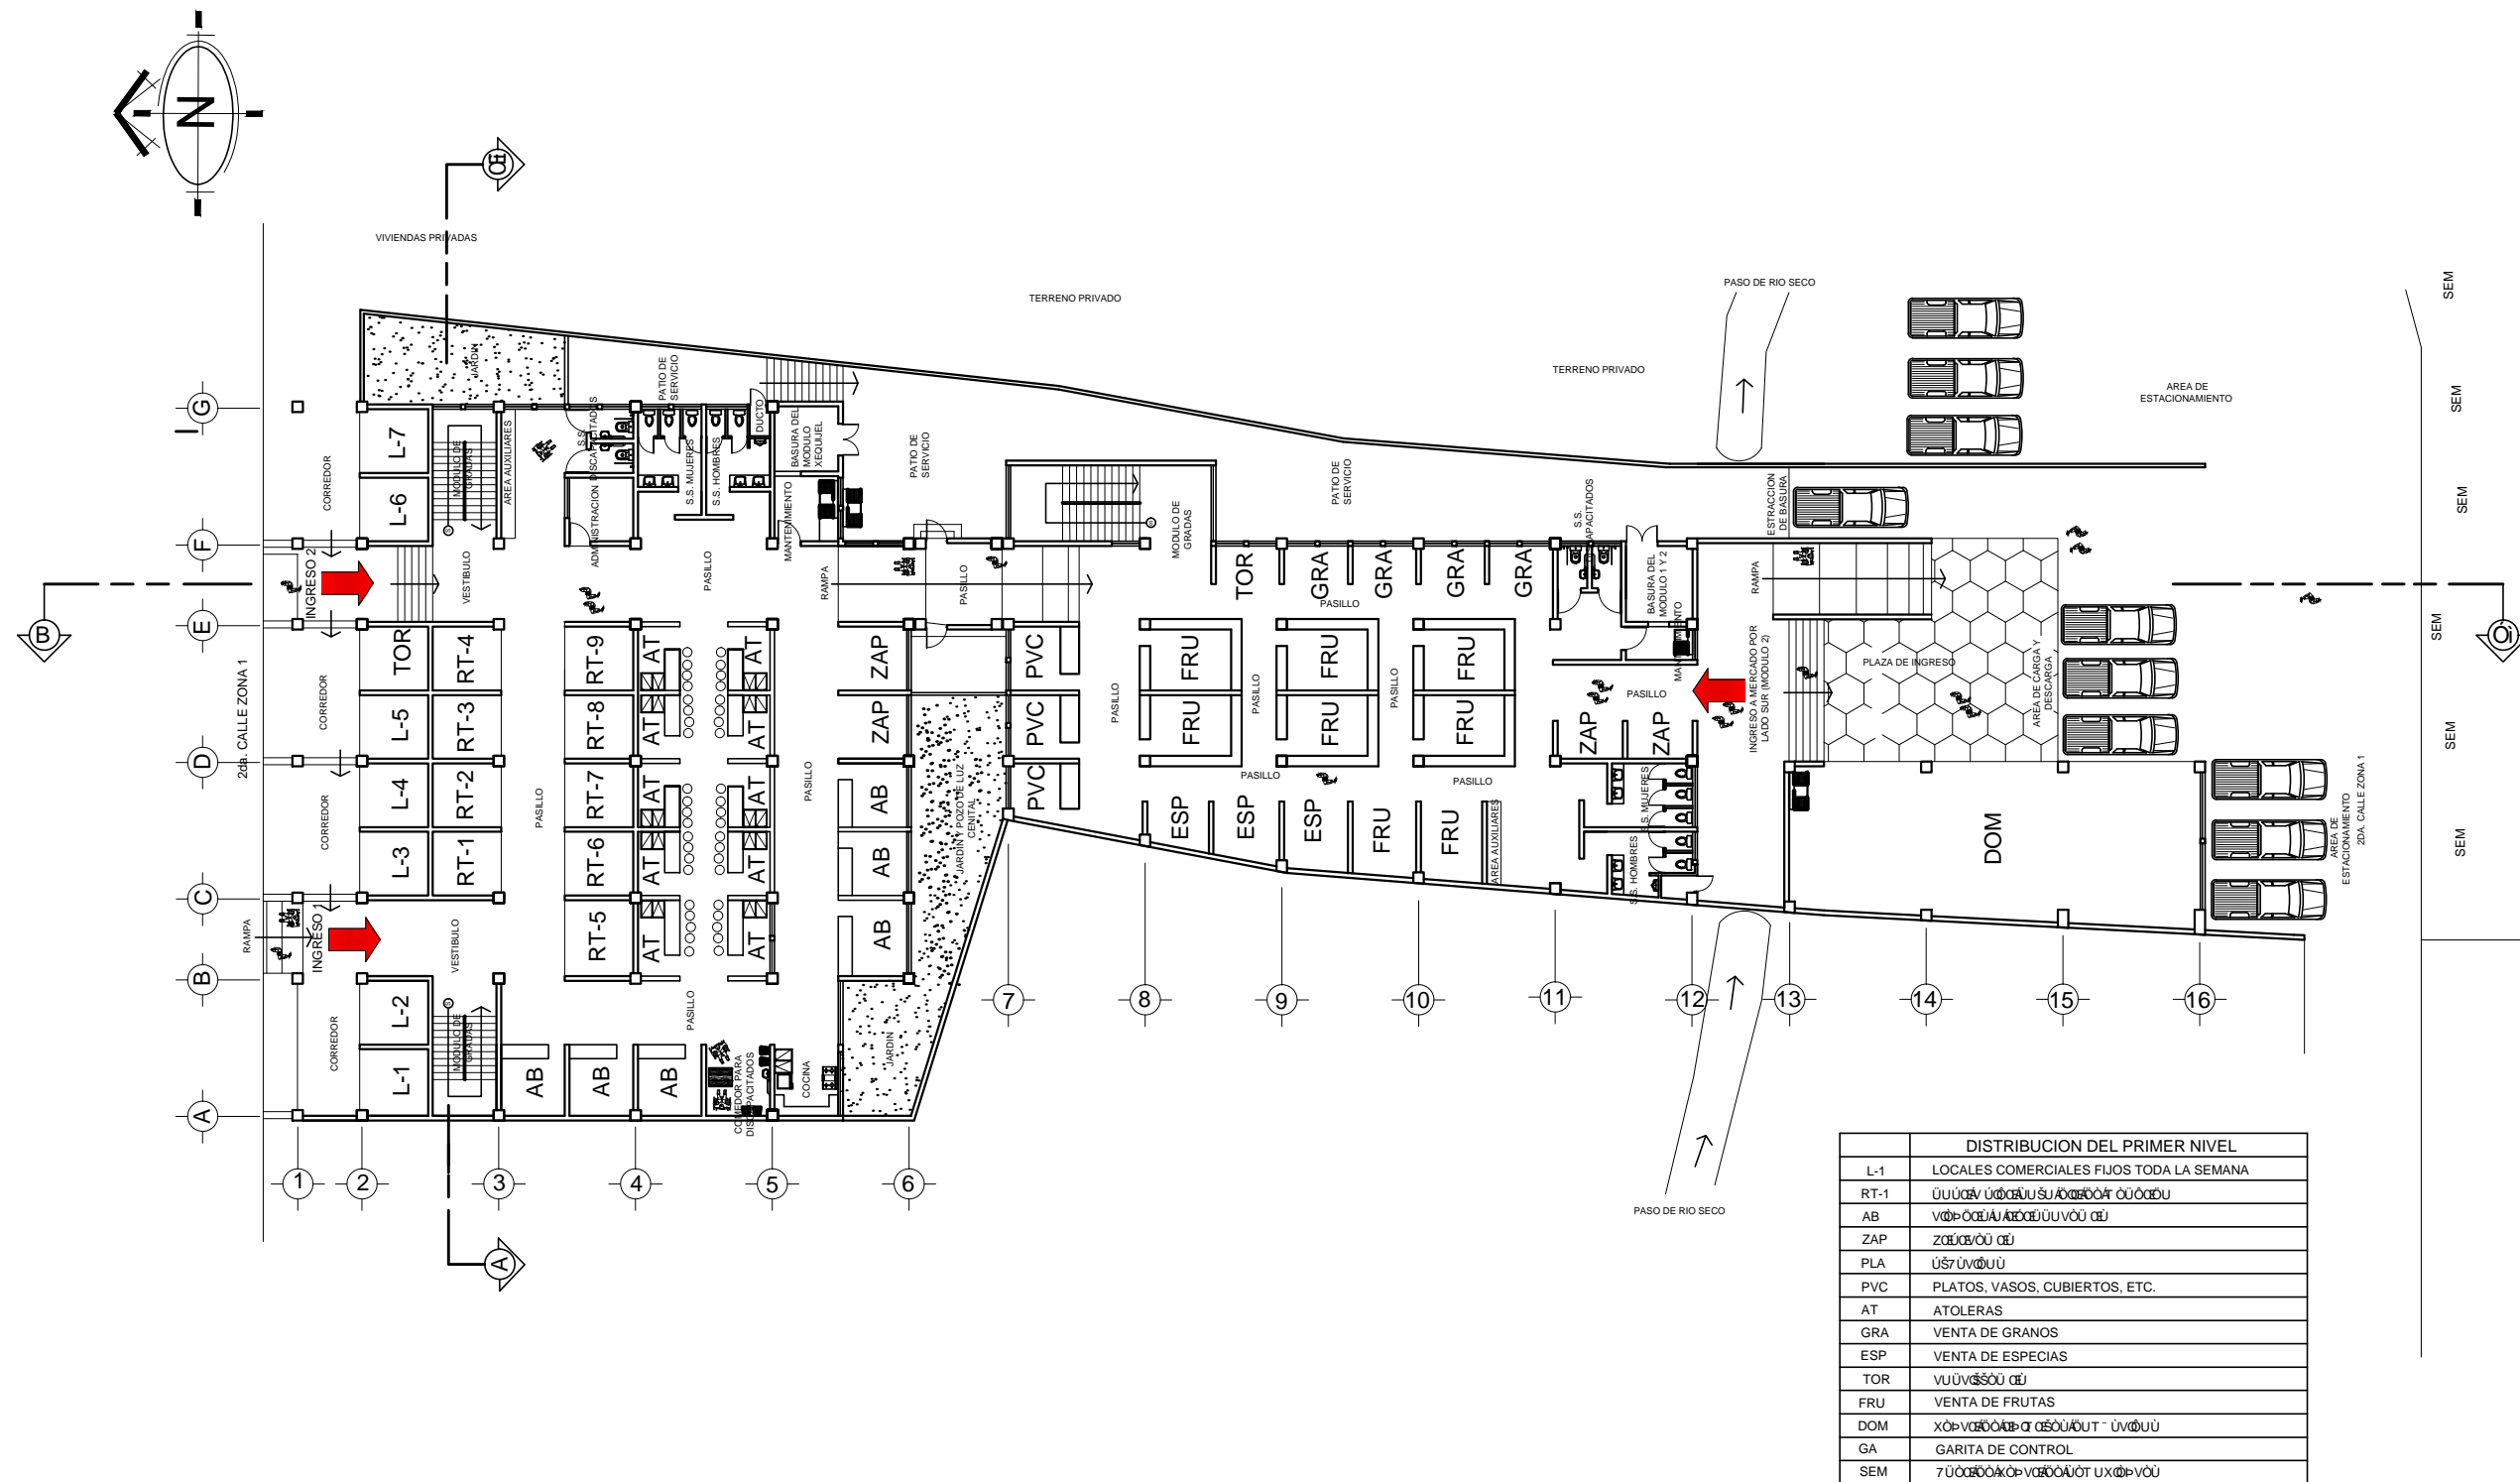 N
VIVIENDAS PRIVADAS
TERRENO PRIVADO
PASO DE RIO SECO
TERRENO PRIVADO
AREA DE
ESTACIONAMIENTO
SEM
SEM
SEM
SEM
SEM
SEM
G
F
E
D
C
B
A
B
A
2da. CALLE ZONA 1
JARDIN
PATIO DE
SERVICIO
L-7
L-6
CORREDOR
MODULO DE
GRADAS
AREA AUXILIARES
S.S.
DISCAPACITADOS
ADMINISTRACION
S.S. MUJERES
S.S. HOMBRES
DUCTO
BASURA DEL
MODULO
XEQUIJEL
MANTENIMIENTO
PATIO DE
SERVICIO
INGRESO 2
VESTIBULO
PASILLO
RAMPA
PASILLO
MODULO DE
GRADAS
PATIO DE
SERVICIO
TOR
GRA
GRA
GRA
GRA
PASILLO
S.S.
DISCAPACITADOS
BASURA DEL
MODULO 1 Y 2
MANTENIMIENTO
ESTRACCION
DE BASURA
RAMPA
TOR
RT-4
RT-9
AT
AT
ZAP
PVC
FRU
FRU
FRU
L-5
RT-3
RT-8
AT
AT
ZAP
PVC
FRU
FRU
FRU
CORREDOR
PASILLO
PASILLO
PASILLO
PASILLO
ZAP
ZAP
INGRESO A MERCADO POR
LADO SUR (MODULO 2)
PLAZA DE INGRESO
AREA DE CARGA Y
DESCARGA
L-4
RT-2
RT-7
AT
AT
AB
PVC
PASILLO
PASILLO
CORREDOR
PASILLO
PASILLO
JARDIN Y POZO DE LUZ
CENITAL
L-3
RT-1
RT-6
AT
AT
AB
ESP
ESP
ESP
FRU
FRU
AREA AUXILIARES
S.S. MUJERES
S.S. HOMBRES
DOM
AREA DE
ESTACIONAMIENTO
2DA. CALLE ZONA 1
RAMPA
INGRESO 1
VESTIBULO
RT-5
AT
AT
AB
L-2
L-1
CORREDOR
MODULO DE
GRADAS
PASILLO
AB
AB
AB
COMEDOR PARA
DISCAPACITADOS
COCINA
JARDIN
7
8
9
10
11
12
13
14
15
16
1
2
3
4
5
6
PASO DE RIO SECO
DISTRIBUCION DEL PRIMER NIVEL
L-1 LOCALES COMERCIALES FIJOS TODA LA SEMANA
RT-1
AB
ZAP
PLA
PVC PLATOS, VASOS, CUBIERTOS, ETC.
AT ATOLERAS
GRA VENTA DE GRANOS
ESP VENTA DE ESPECIAS
TOR
FRU VENTA DE FRUTAS
DOM
GA GARITA DE CONTROL
SEM